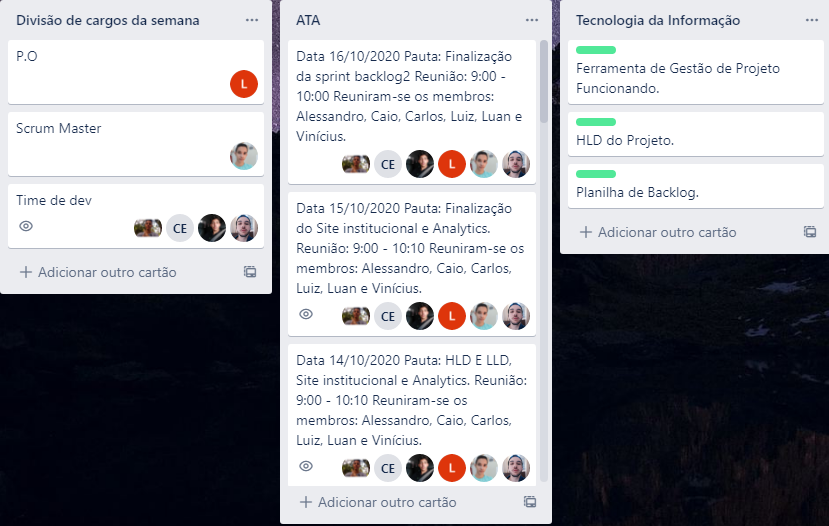 Divisão de cargos da semana
P.O
L
Scrum Master
Time de dev
CE
Adicionar outro cartão
ATA
Data 16/10/2020 Pauta: Finalização
da sprint backlog2 Reunião: 9:00 -
10:00 Reuniram-se os membros:
Alessandro, Caio, Carlos, Luiz, Luan e
Vinícius.
CE
L
Data 15/10/2020 Pauta: Finalização
do Site institucional e Analytics.
Reunião: 9:00 - 10:10 Reuniram-se os
membros: Alessandro, Caio, Carlos,
Luiz, Luan e Vinícius.
CE
L
Data 14/10/2020 Pauta: HLD E LLD,
Site institucional e Analytics. Reunião:
9:00 - 10:10 Reuniram-se os
membros: Alessandro, Caio, Carlos,
Luiz, Luan e Vinícius.
CE
L
Adicionar outro cartão
Tecnologia da Informação
Ferramenta de Gestão de Projeto
Funcionando.
HLD do Projeto.
Planilha de Backlog.
Adicionar outro cartão